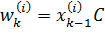 w_k^{(i)} = x_{k-1}^{(i)} C